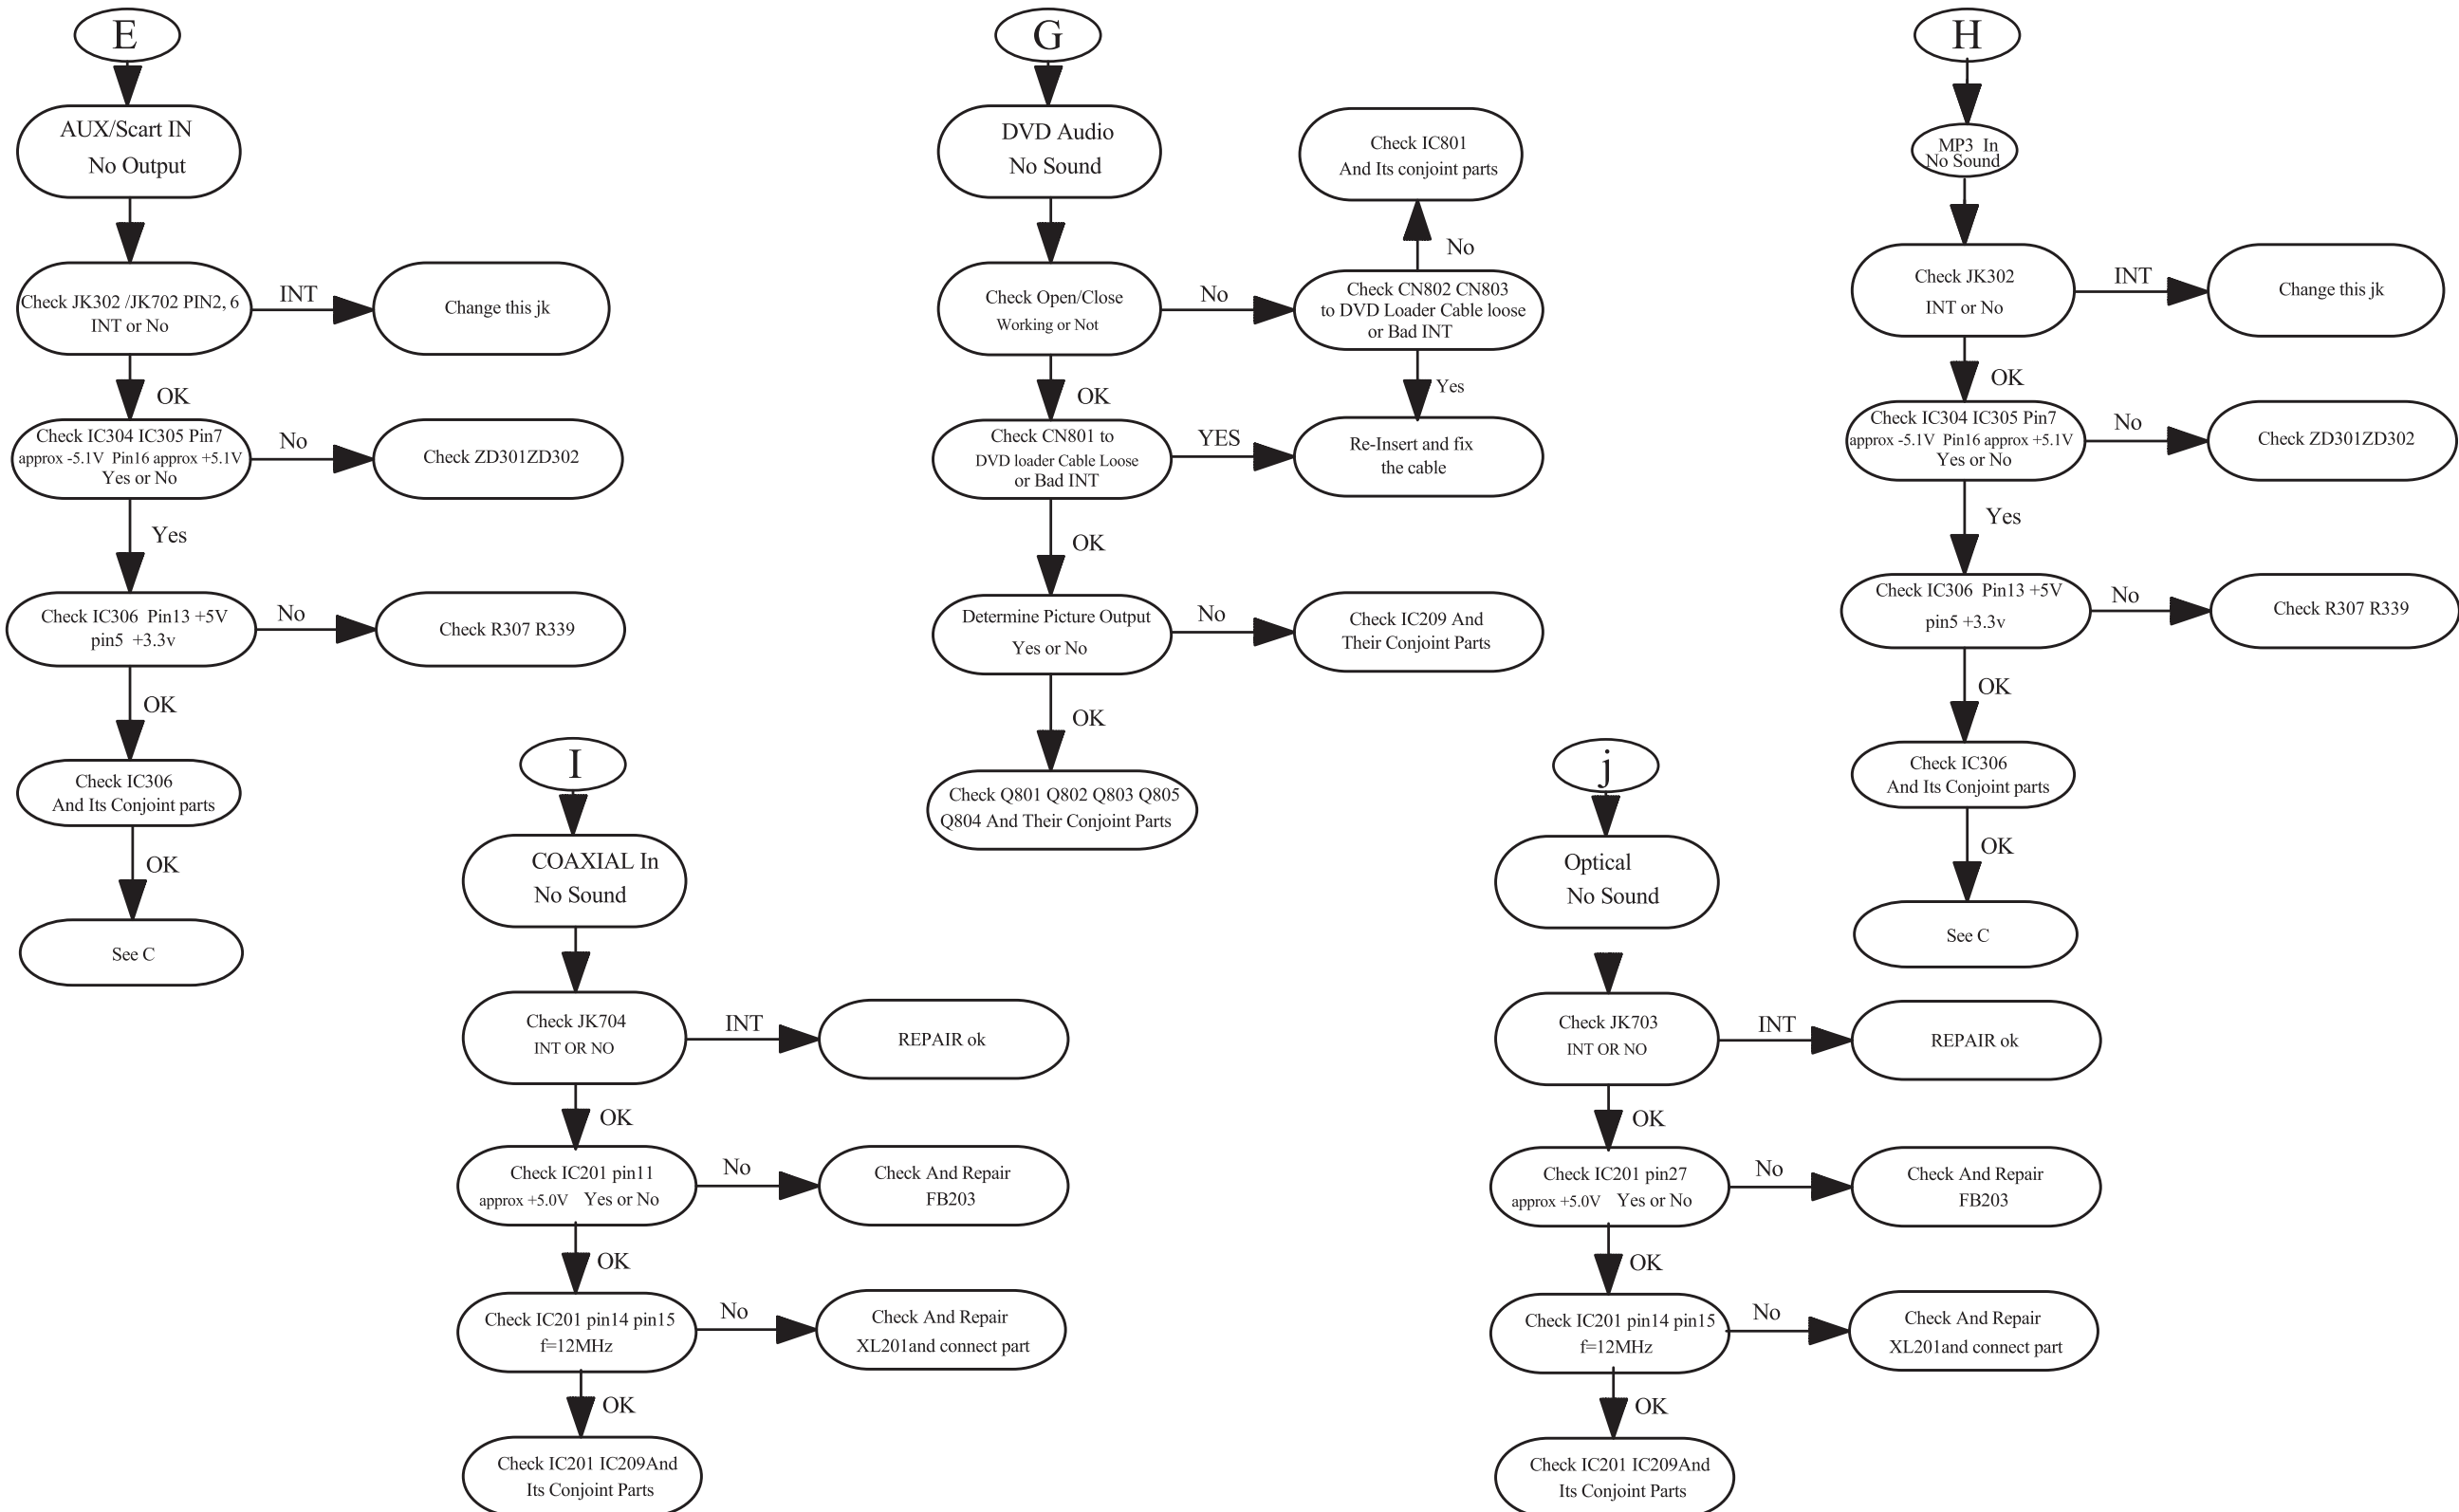 E
AUX/Scart IN
No Output
Check JK302 /JK702 PIN2, 6
INT or No
INT
Change this jk
OK
Check IC304 IC305 Pin7
approx -5.1V Pin16 approx +5.1V
Yes or No
No
Check ZD301ZD302
Yes
Check IC306 Pin13 +5V
pin5 +3.3v
No
Check R307 R339
OK
Check IC306
And Its Conjoint parts
OK
See C
G
DVD Audio
No Sound
Check Open/Close
Working or Not
No
Check CN802 CN803
to DVD Loader Cable loose
or Bad INT
No
Check IC801
And Its conjoint parts
Yes
OK
Check CN801 to
DVD loader Cable Loose
or Bad INT
YES
Re-Insert and fix
the cable
OK
Determine Picture Output
Yes or No
No
Check IC209 And
Their Conjoint Parts
OK
Check Q801 Q802 Q803 Q805
Q804 And Their Conjoint Parts
H
MP3 In
No Sound
Check JK302
INT or No
INT
Change this jk
OK
Check IC304 IC305 Pin7
approx -5.1V Pin16 approx +5.1V
Yes or No
No
Check ZD301ZD302
Yes
Check IC306 Pin13 +5V
pin5 +3.3v
No
Check R307 R339
OK
Check IC306
And Its Conjoint parts
OK
See C
I
COAXIAL In
No Sound
Check JK704
INT OR NO
INT
REPAIR ok
OK
Check IC201 pin11
approx +5.0V Yes or No
No
Check And Repair
FB203
OK
Check IC201 pin14 pin15
f=12MHz
No
Check And Repair
XL201and connect part
OK
Check IC201 IC209And
Its Conjoint Parts
j
Optical
No Sound
Check JK703
INT OR NO
INT
REPAIR ok
OK
Check IC201 pin27
approx +5.0V Yes or No
No
Check And Repair
FB203
OK
Check IC201 pin14 pin15
f=12MHz
No
Check And Repair
XL201and connect part
OK
Check IC201 IC209And
Its Conjoint Parts